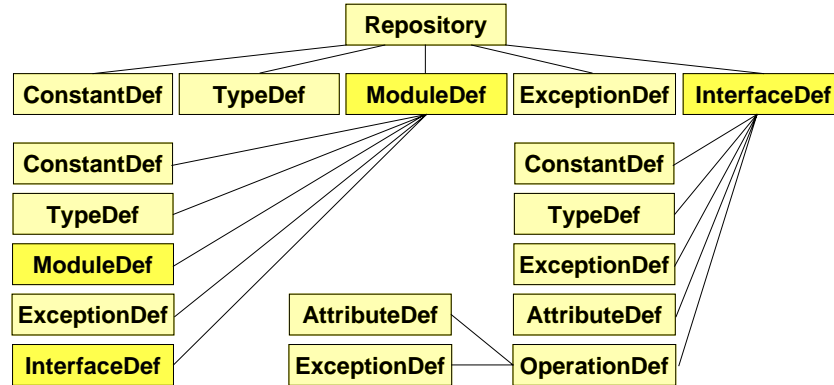 Repository
ConstantDef TypeDef ModuleDef ExceptionDef InterfaceDef
ConstantDef ConstantDef
TypeDef TypeDef
ModuleDef ExceptionDef
ExceptionDef AttributeDef AttributeDef
InterfaceDef ExceptionDef OperationDef